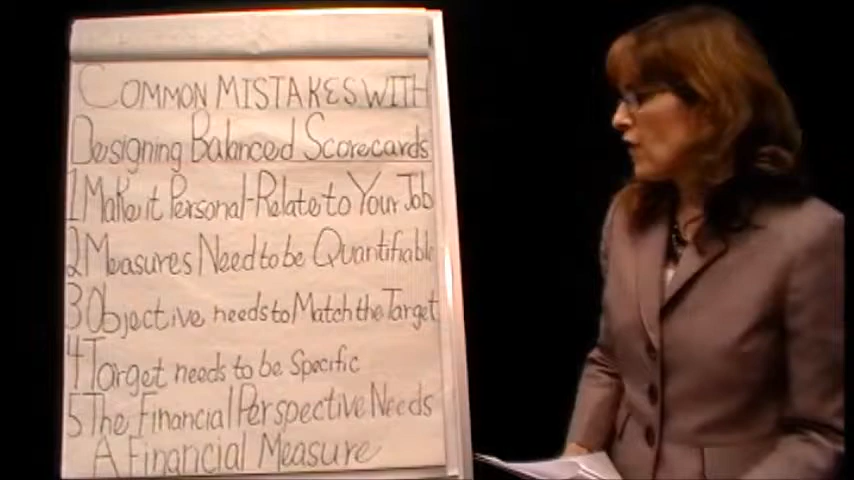 COMMON MISTAKES WITH
Designing Balanced Scorecards
1 Make it Personal-Relate to Your Job
2 Measures Need to be Quantifiable
3 Objective needs to Match the Target
4 Target needs to be Specific
5 The Financial Perspective Needs
A Financial Measure